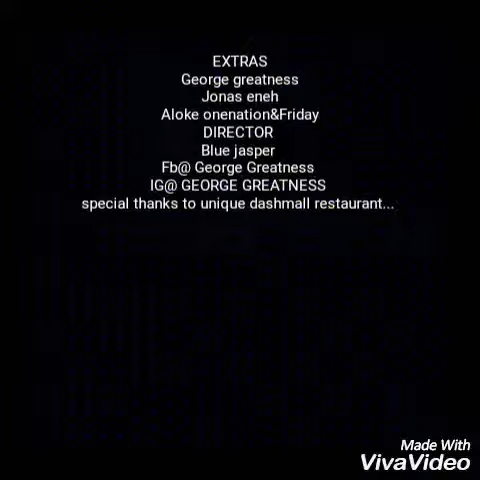 EXTRAS
George greatness
Jonas eneh
Aloke onenation&Friday
DIRECTOR
Blue jasper
Fb@ George Greatness
IG@ GEORGE GREATNESS
special thanks to unique dashmall restaurant...
Made With
VivaVideo